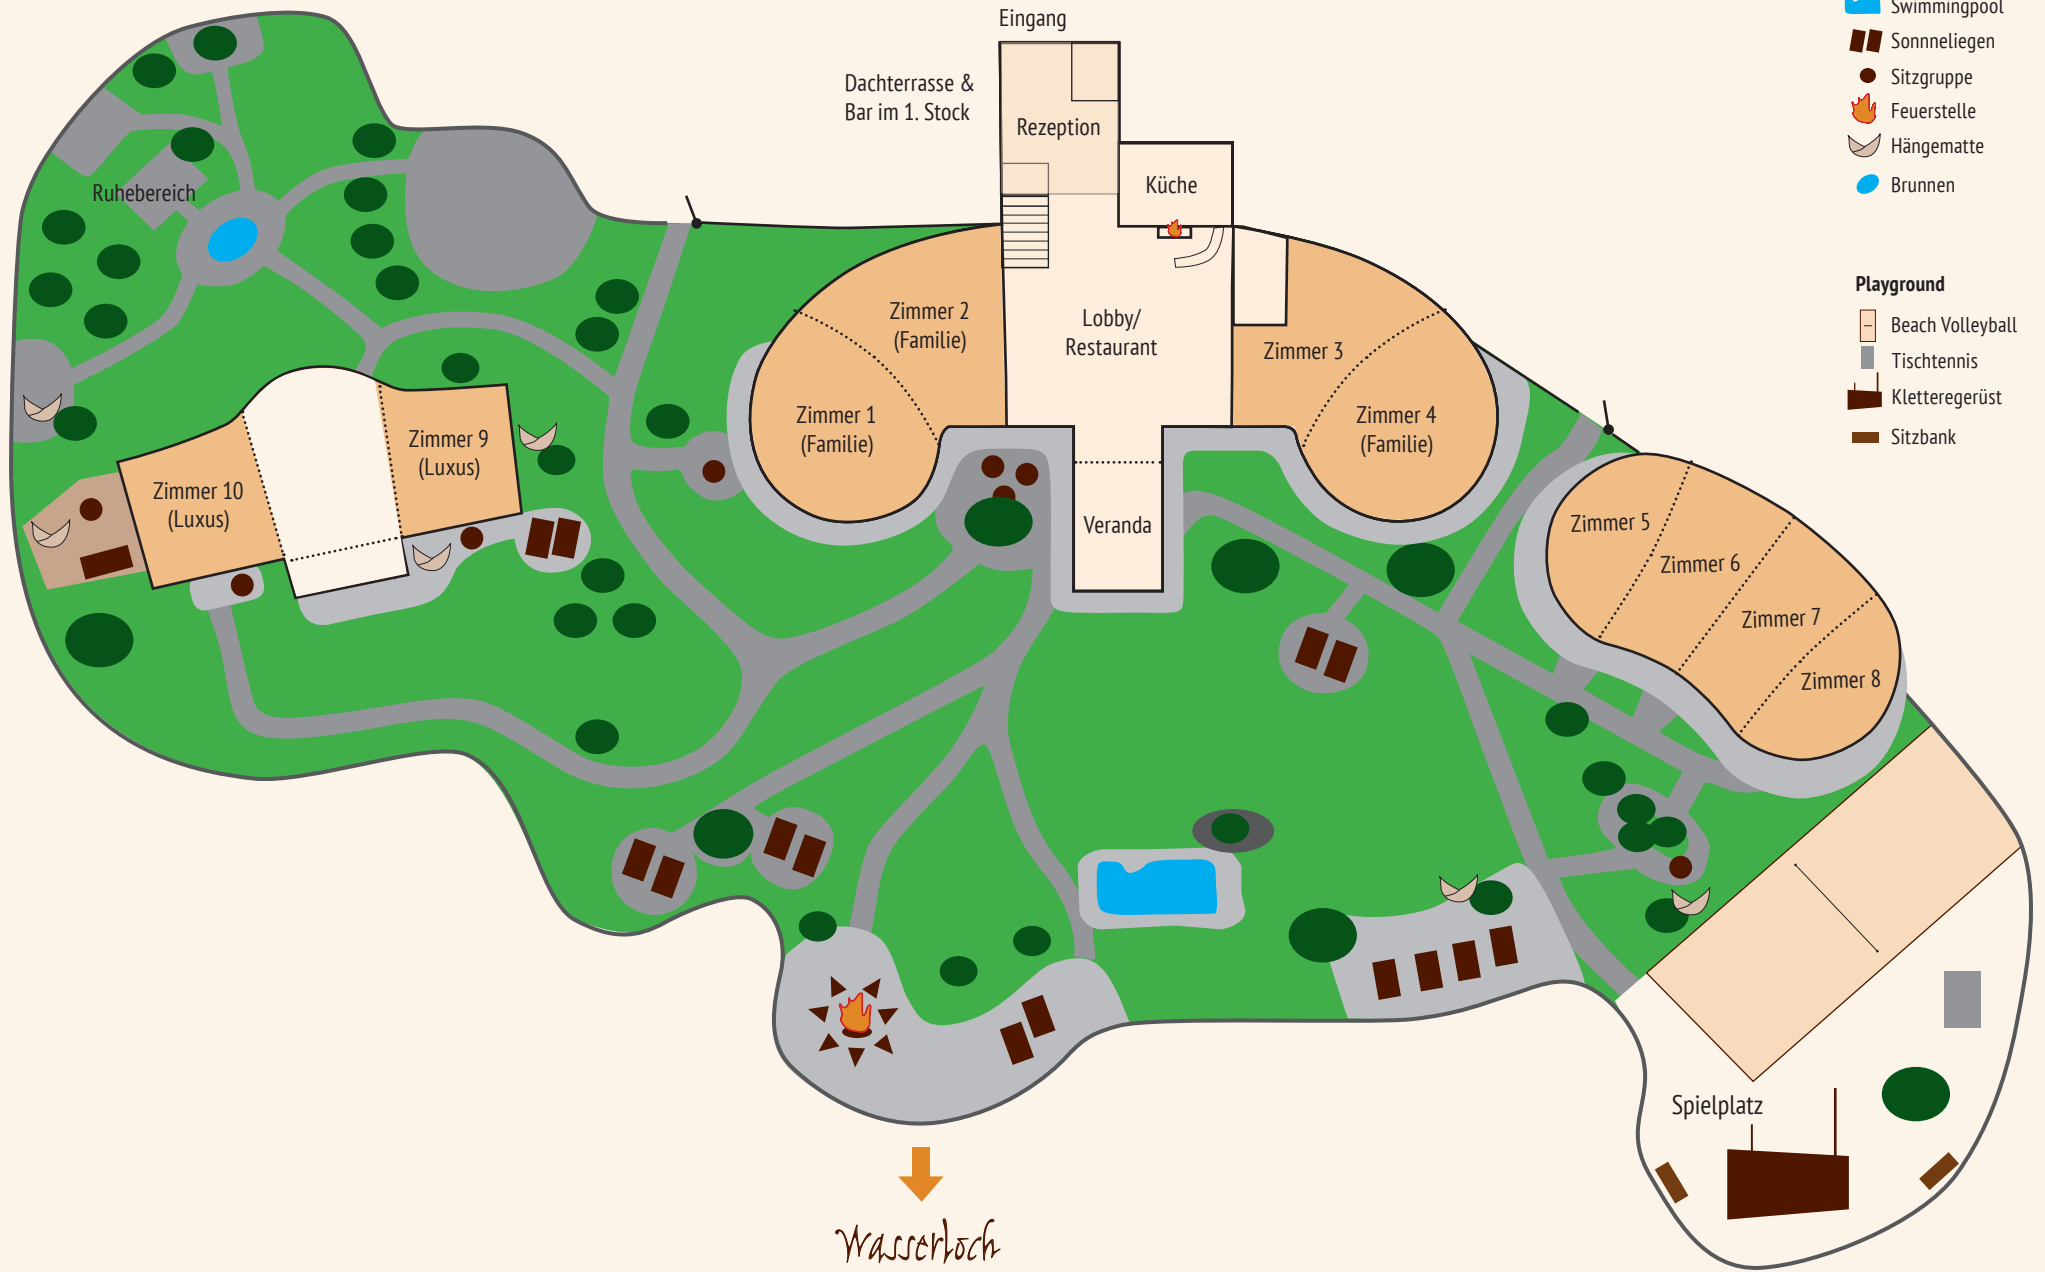 Eingang
Dachterrasse &
Bar im 1. Stock
Rezeption
Küche
Ruhebereich
Lobby/
Restaurant
Zimmer 2
(Familie)
Zimmer 1
(Familie)
Zimmer 3
Zimmer 4
(Familie)
Veranda
Zimmer 9
(Luxus)
Zimmer 10
(Luxus)
Zimmer 5
Zimmer 6
Zimmer 7
Zimmer 8
Spielplatz
Wasserloch
Swimmingpool
Sonnneliegen
Sitzgruppe
Feuerstelle
Hängematte
Brunnen
Playground
Beach Volleyball
Tischtennis
Kletteregerüst
Sitzbank